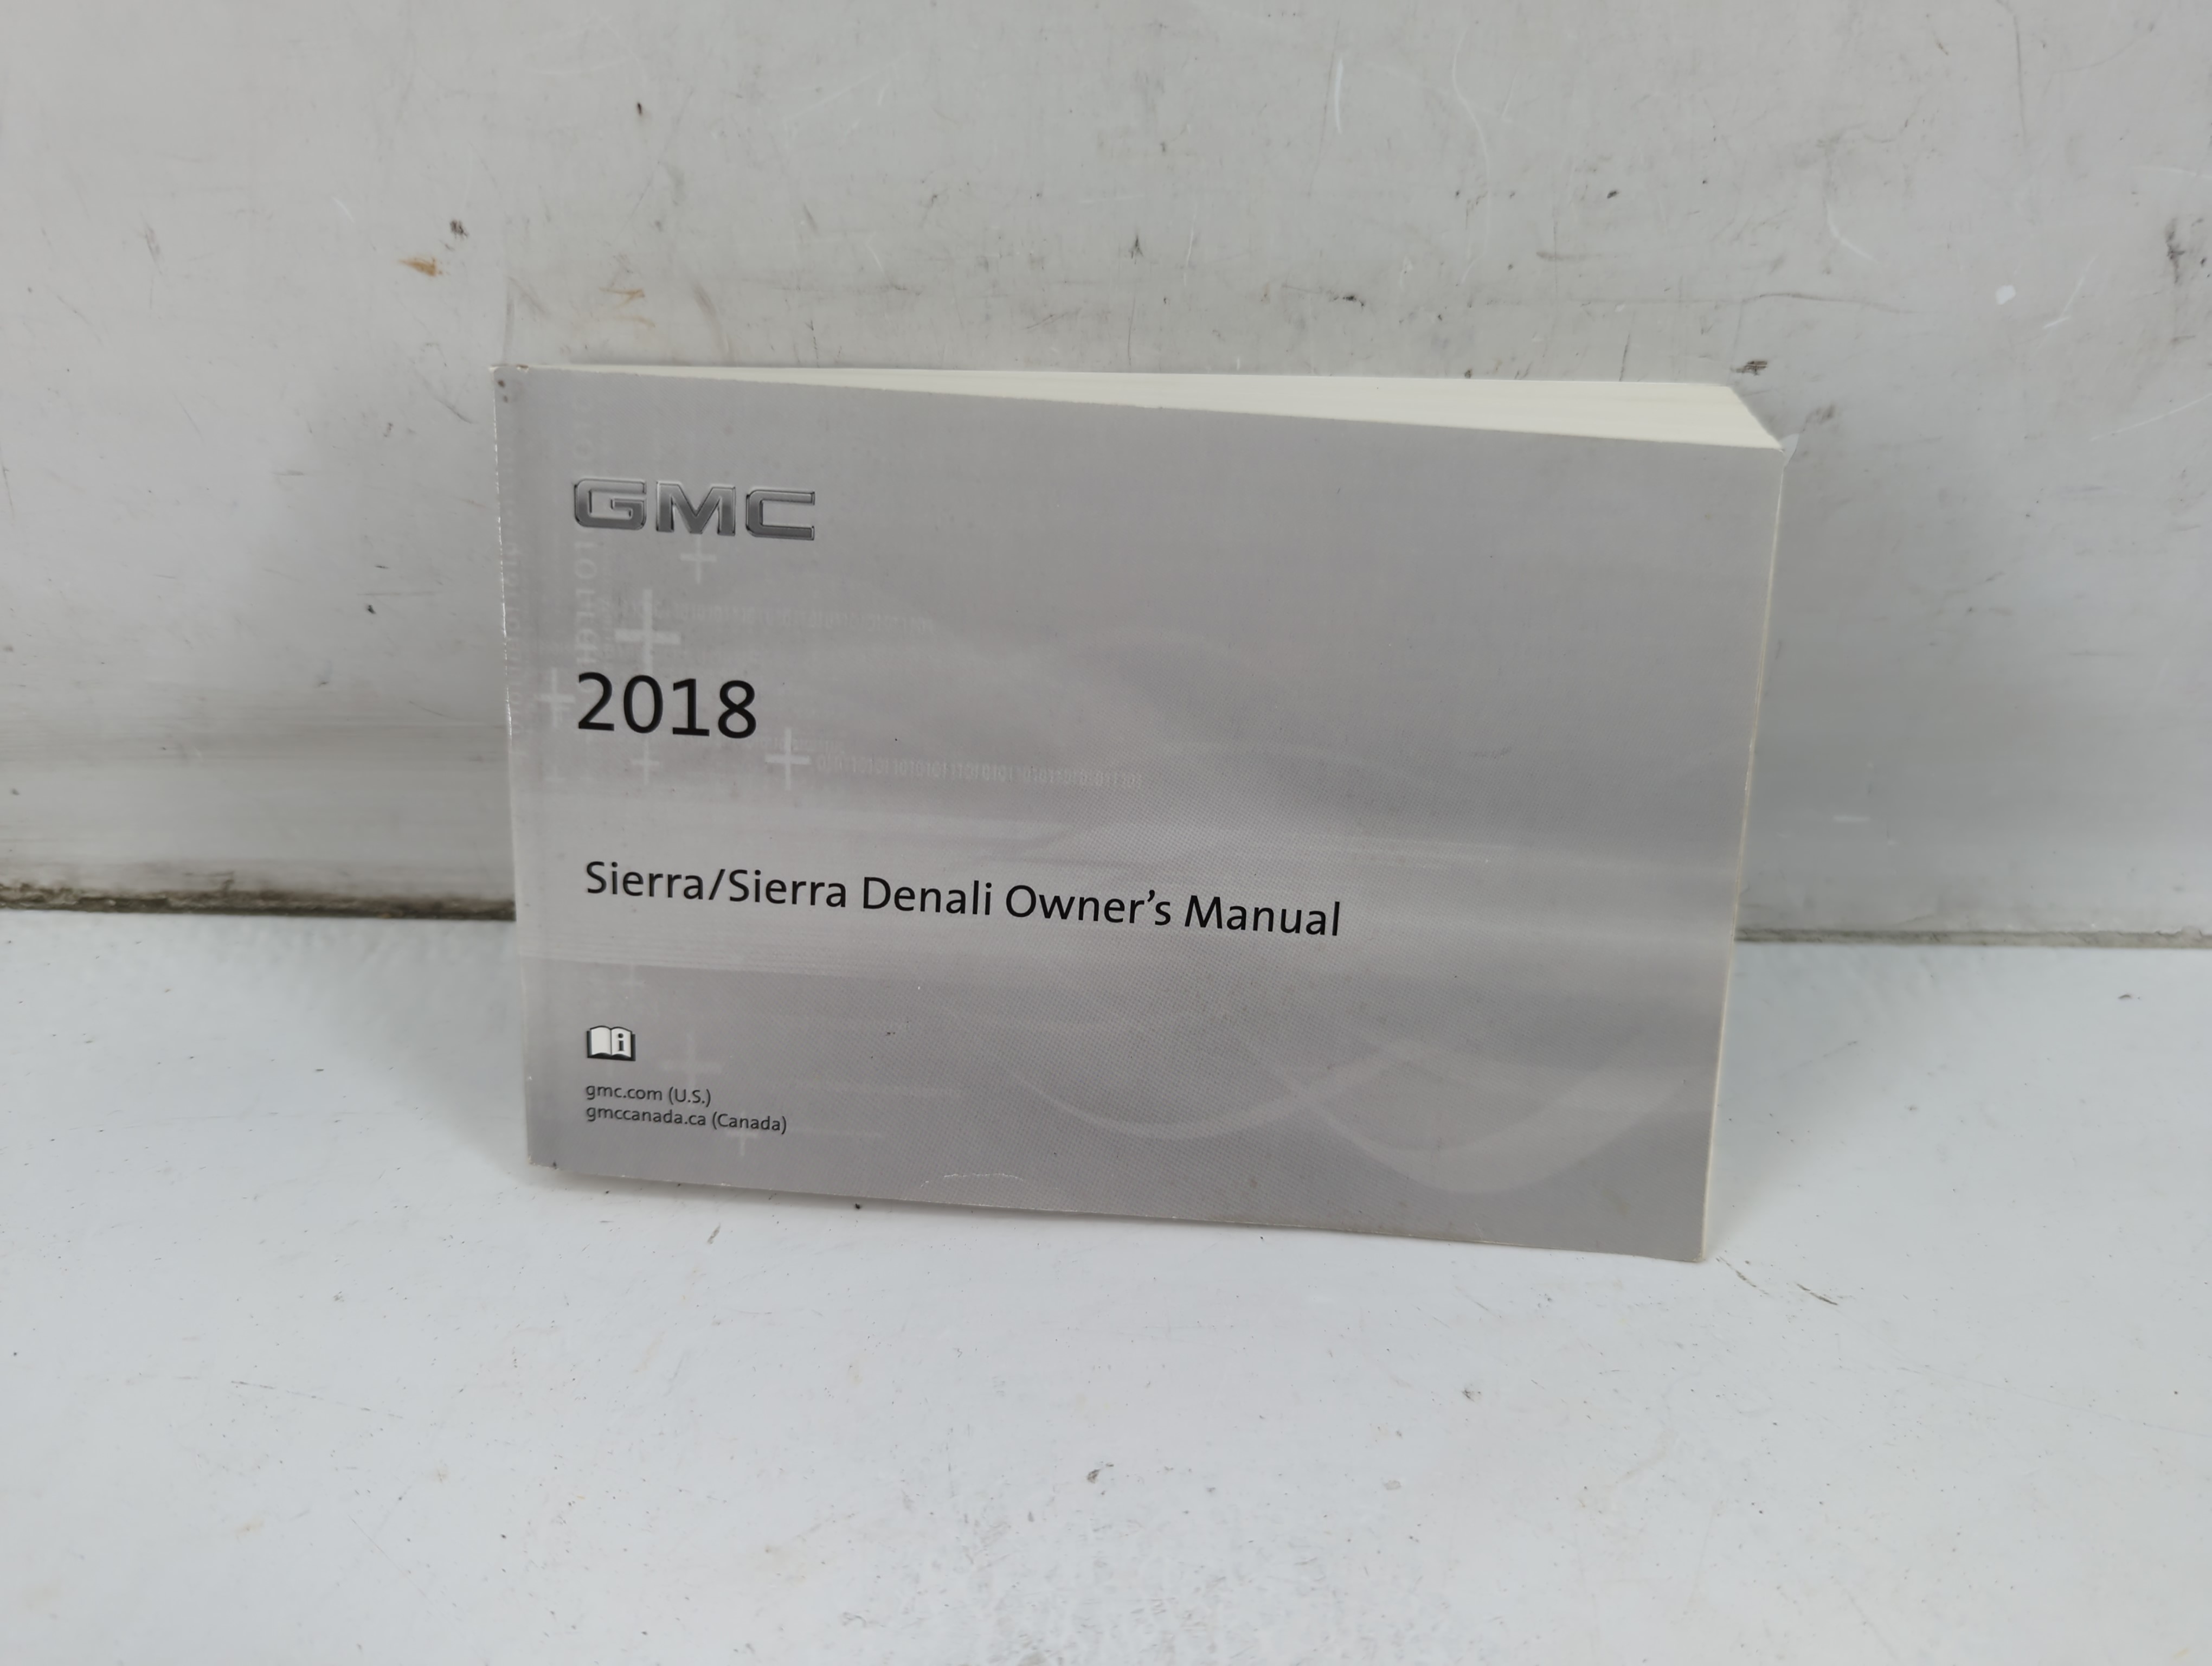 GMC
2018
Sierra/Sierra Denali Owner's Manual
i
gmc.com (U.S.)
gmccanada.ca (Canada)